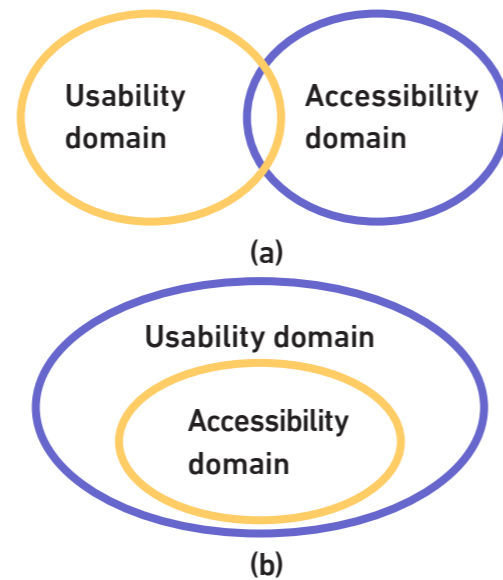 Usability
domain
Accessibility
domain
(a)
Usability domain
Accessibility
domain
(b)